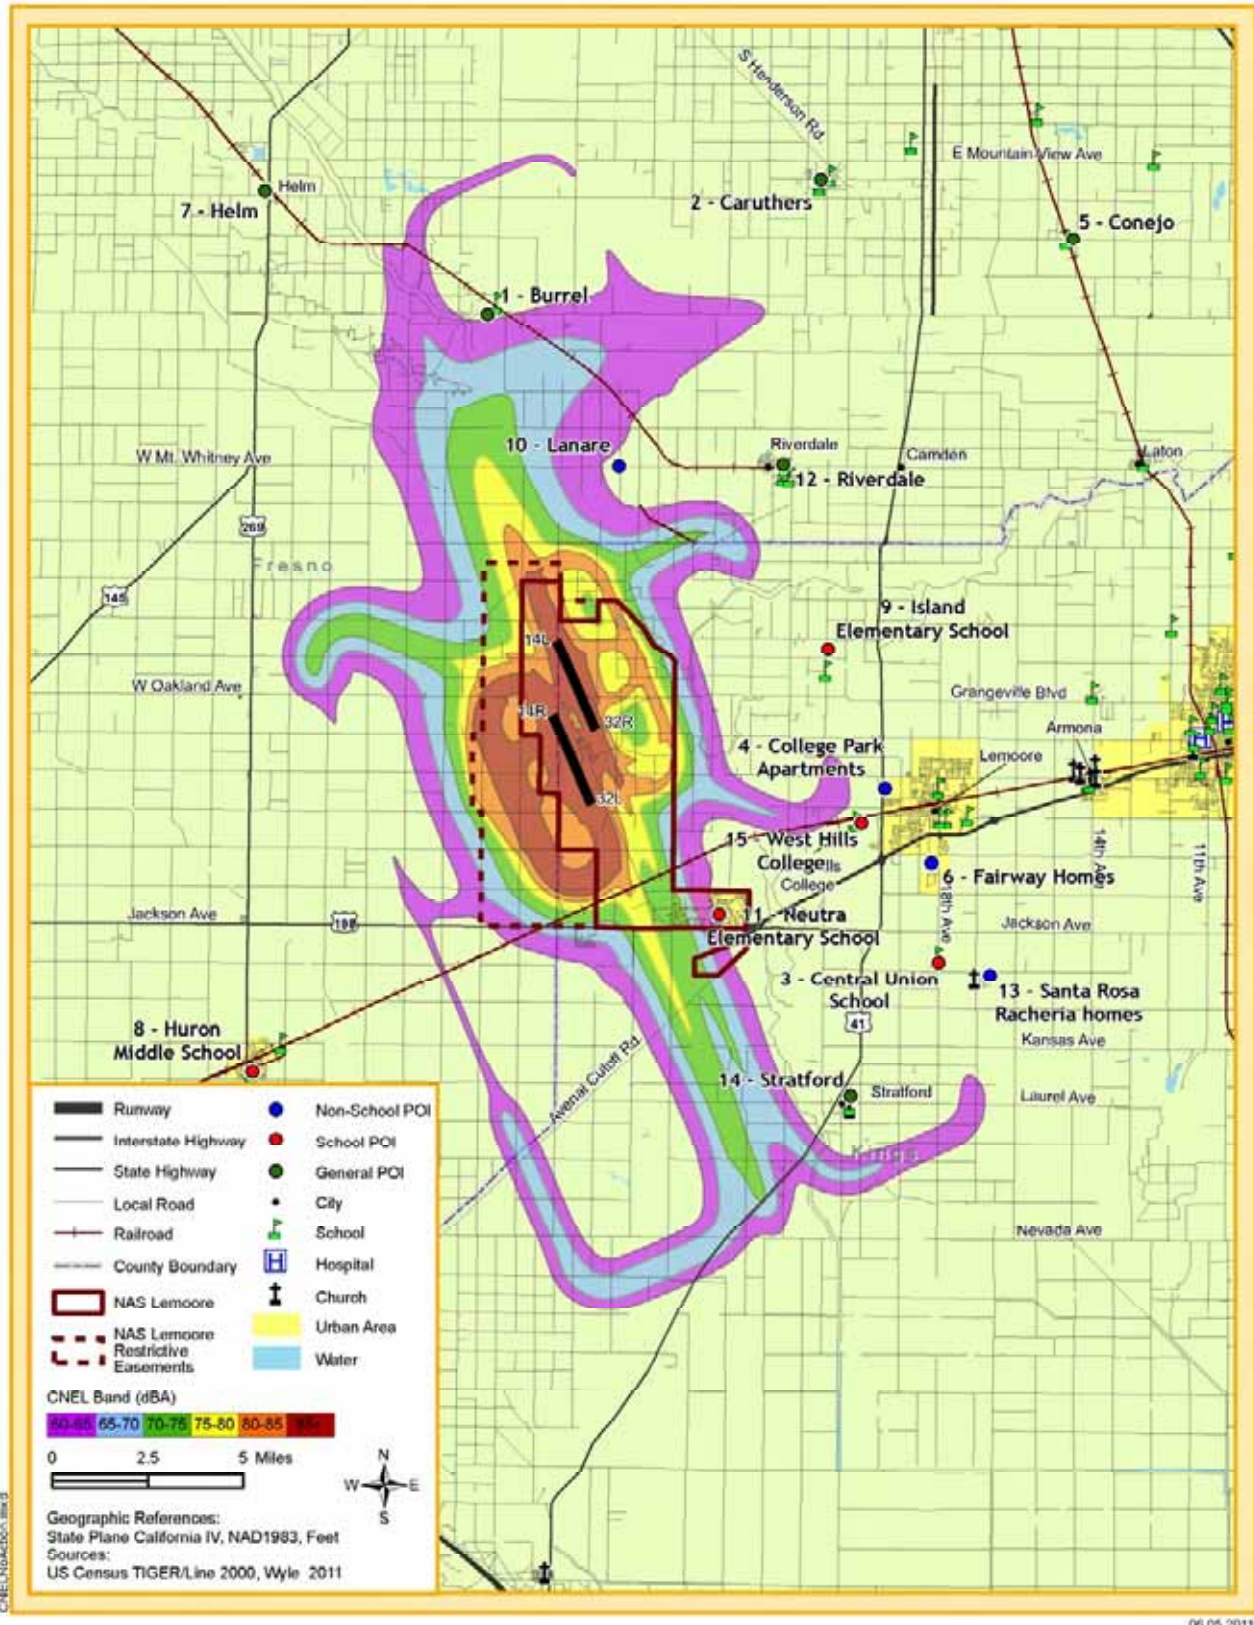 S Henderson Rd.
E Mountain View Ave
Helm
7 - Helm
2 - Caruthers
5 - Conejo
1 - Burrel
10 - Lanare
Riverdale
Camden
Laton
W Mt. Whitney Ave
12 - Riverdale
269
Fresno
145
9 - Island
Elementary School
14L
W Oakland Ave
Grangeville Blvd
14R
32R
Armona
4 - College Park
Apartments
Lemoore
32L
15 - West Hills
College
College
14th Ave
11th Ave
6 - Fairway Homes
18th Ave
Jackson Ave
198
11 - Neutra
Elementary School
Jackson Ave
3 - Central Union
School
13 - Santa Rosa
Racheria homes
41
Kansas Ave
8 - Huron
Middle School
Avenal Cutoff Rd.
14 - Stratford
Stratford
Laurel Ave
Kings
Nevada Ave
Runway
Interstate Highway
State Highway
Local Road
Railroad
County Boundary
NAS Lemoore
NAS Lemoore
Restrictive
Easements
Non-School POI
School POI
General POI
City
School
H Hospital
Church
Urban Area
Water
CNEL Band (dBA)
60-65 65-70 70-75 75-80 80-85 85+
0 2.5 5 Miles
N
W E
S
Geographic References:
State Plane California IV, NAD1983, Feet
Sources:
US Census TIGER/Line 2000, Wyle 2011
06.05.2011